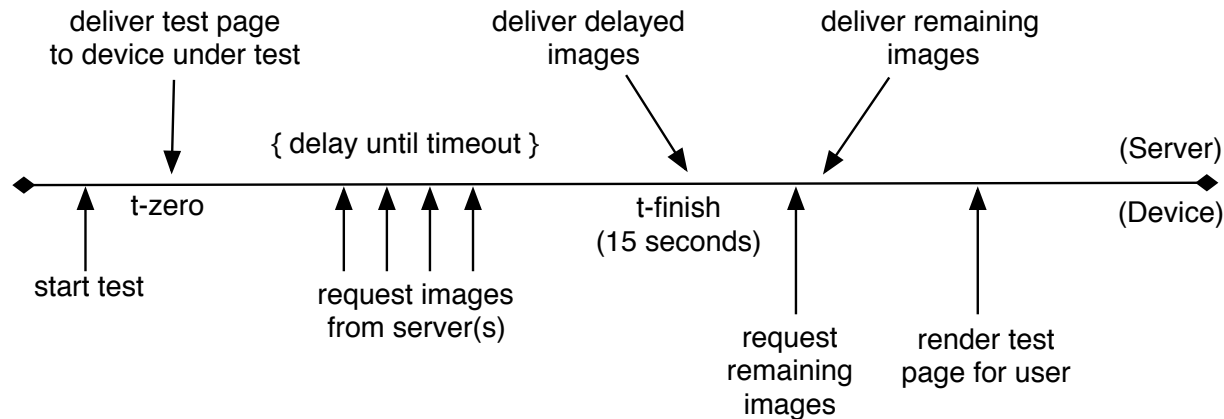 deliver test page
to device under test
deliver delayed
images
deliver remaining
images
{ delay until timeout }
(Server)
t-zero
t-finish
(15 seconds)
(Device)
start test
request images
from server(s)
request
remaining
images
render test
page for user